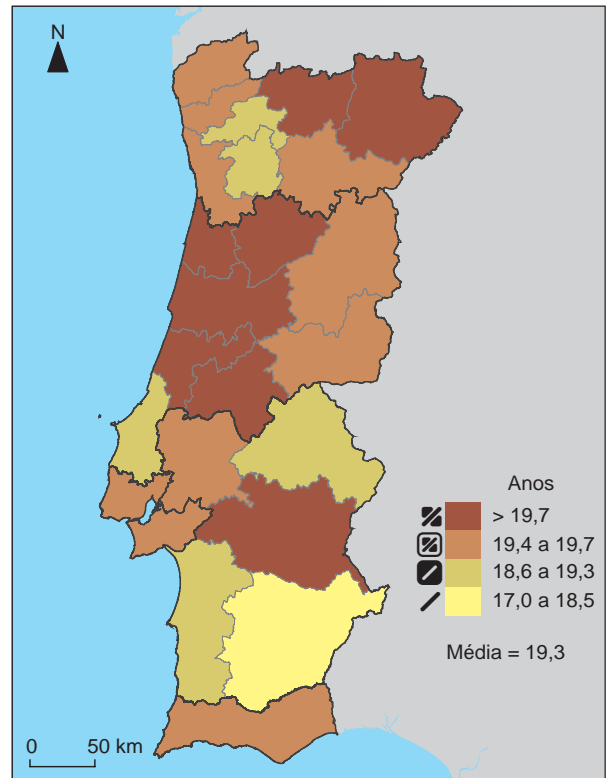 N
Anos
> 19,7
19,4 a 19,7
18,6 a 19,3
17,0 a 18,5
Média = 19,3
0 50 km